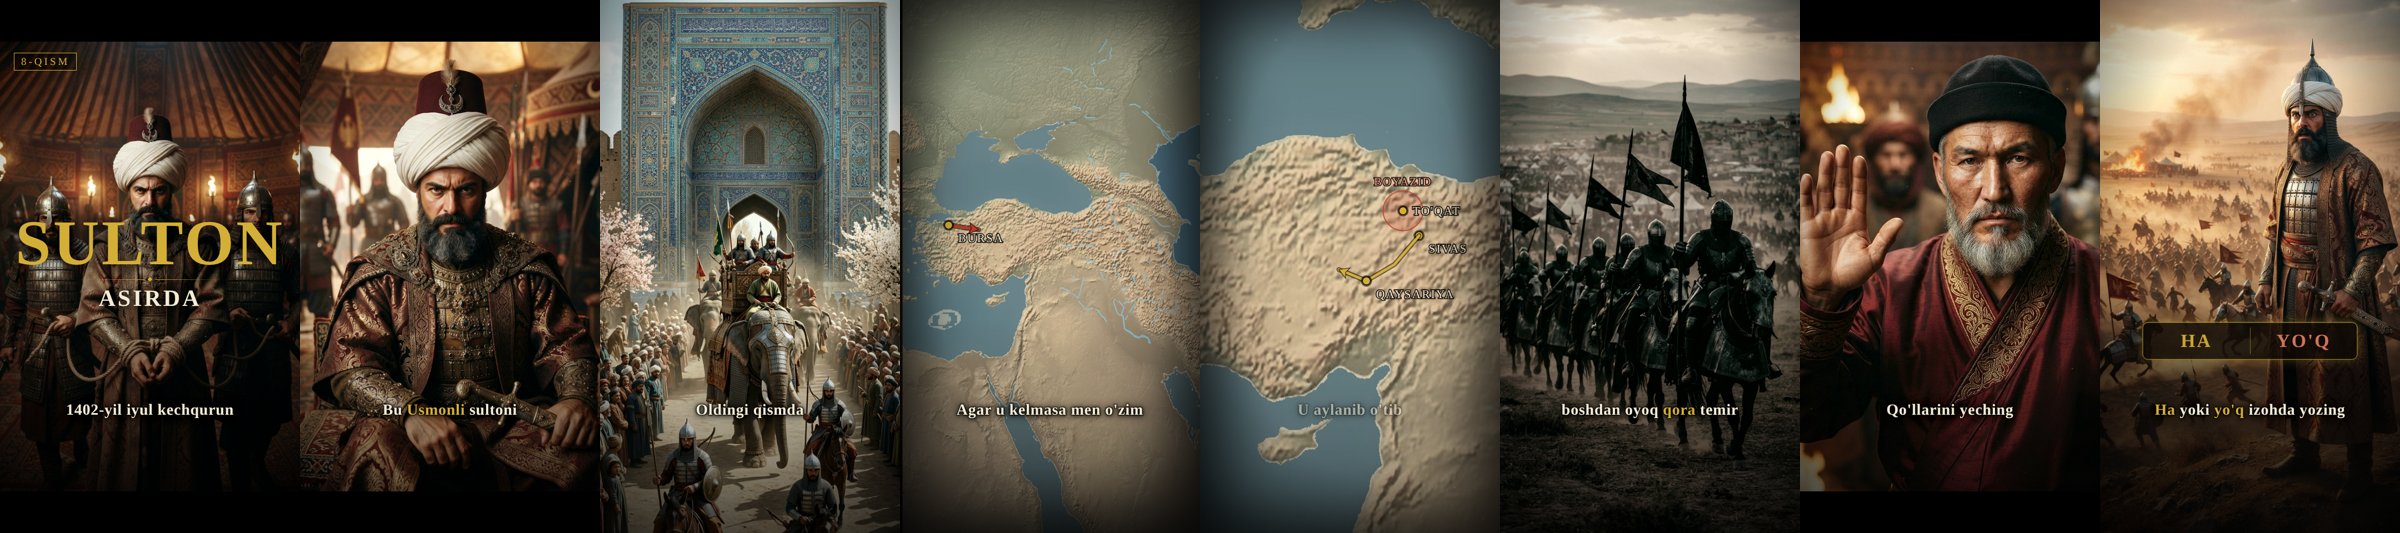 8-QISM
SULTON
ASIRDA
1402-yil iyul kechqurun
Bu Usmonli sultoni
Oldingi qismda
BURSA
Agar u kelmasa men o'zim
BOYAZID
TO'QAT
SIVAS
QAYSARIYA
U aylanib o'tib
boshdan oyoq qora temir
Qo'llarini yeching
HA
YO'Q
Ha yoki yo'q izohda yozing